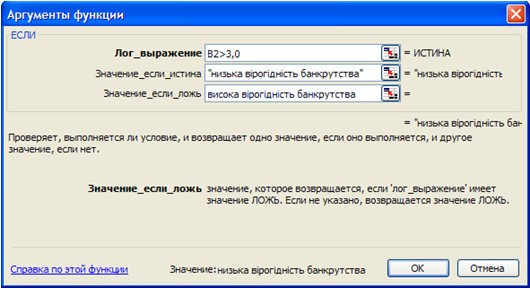 Аргументы функции
ЕСЛИ
Лог_выражение B2>3,0 = ИСТИНА
Значение_если_истина "низька вірогідність банкрутства" = "низька вірогідність
Значение_если_ложь висока вірогідність банкрутства =
= "низька вірогідність бан
Проверяет, выполняется ли условие, и возвращает одно значение, если оно выполняется, и другое
значение, если нет.
Значение_если_ложь значение, которое возвращается, если 'лог_выражение' имеет
значение ЛОЖЬ. Если не указано, возвращается значение ЛОЖЬ.
Справка по этой функции Значение:низька вірогідність банкрутства OK Отмена